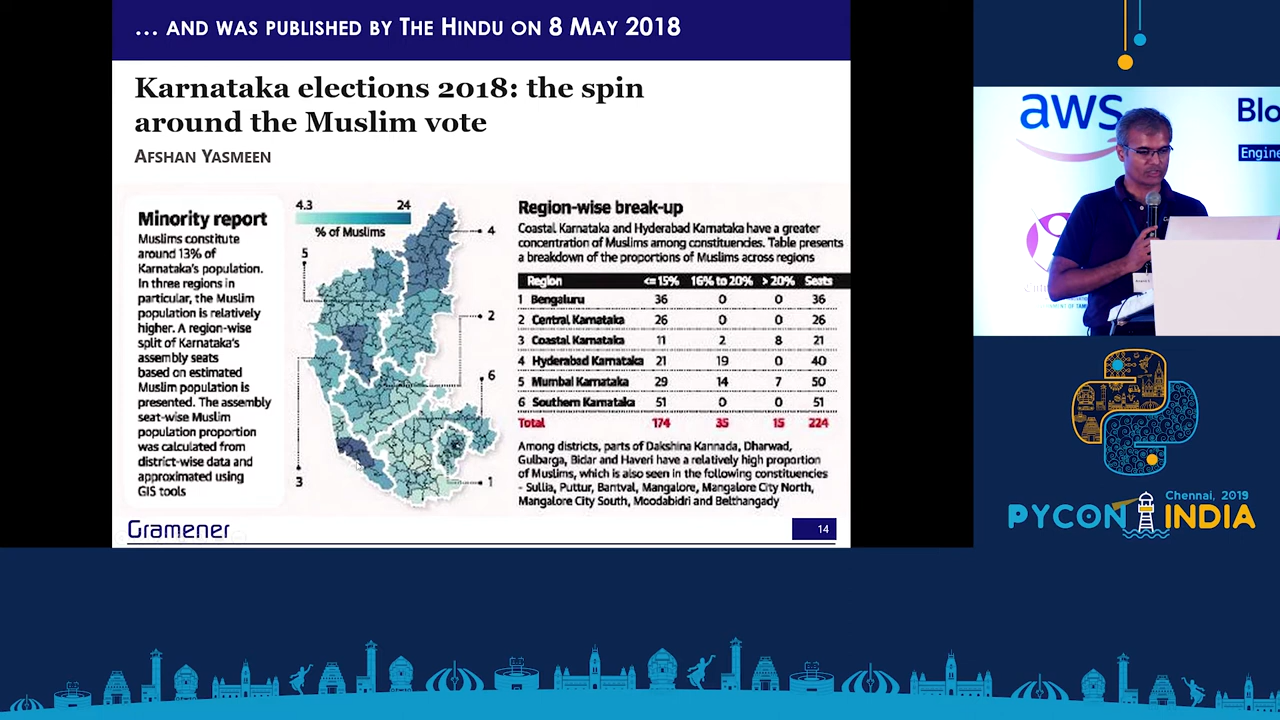 ... AND WAS PUBLISHED BY THE HINDU ON 8 MAY 2018
Karnataka elections 2018: the spin
around the Muslim vote
AFSHAN YASMEEN
Minority report
Muslims constitute
around 13% of
Karnataka's population.
In three regions in
particular, the Muslim
population is relatively
higher. A region-wise
split of Karnataka's
assembly seats
based on estimated
Muslim population is
presented. The assembly
seat-wise Muslim
population proportion
was calculated from
district-wise data and
approximated using
GIS tools
4.3 24
% of Muslims
5
4
2
6
3
1
Region-wise break-up
Coastal Karnataka and Hyderabad Karnataka have a greater
concentration of Muslims among constituencies. Table presents
a breakdown of the proportions of Muslims across regions
Region <=15% 16% to 20% > 20% Seats
1 Bengaluru 36 0 0 36
2 Central Karnataka 26 0 0 26
3 Coastal Karnataka 11 2 8 21
4 Hyderabad Karnataka 21 19 0 40
5 Mumbai Karnataka 29 14 7 50
6 Southern Karnataka 51 0 0 51
Total 174 35 15 224
Among districts, parts of Dakshina Kannada, Dharwad,
Gulbarga, Bidar and Haveri have a relatively high proportion
of Muslims, which is also seen in the following constituencies
- Sullia, Puttur, Bantval, Mangalore, Mangalore City North,
Mangalore City South, Moodabidri and Belthangady
Gramener
14
aws
Blo
Engine
Chennai, 2019
PYCON INDIA